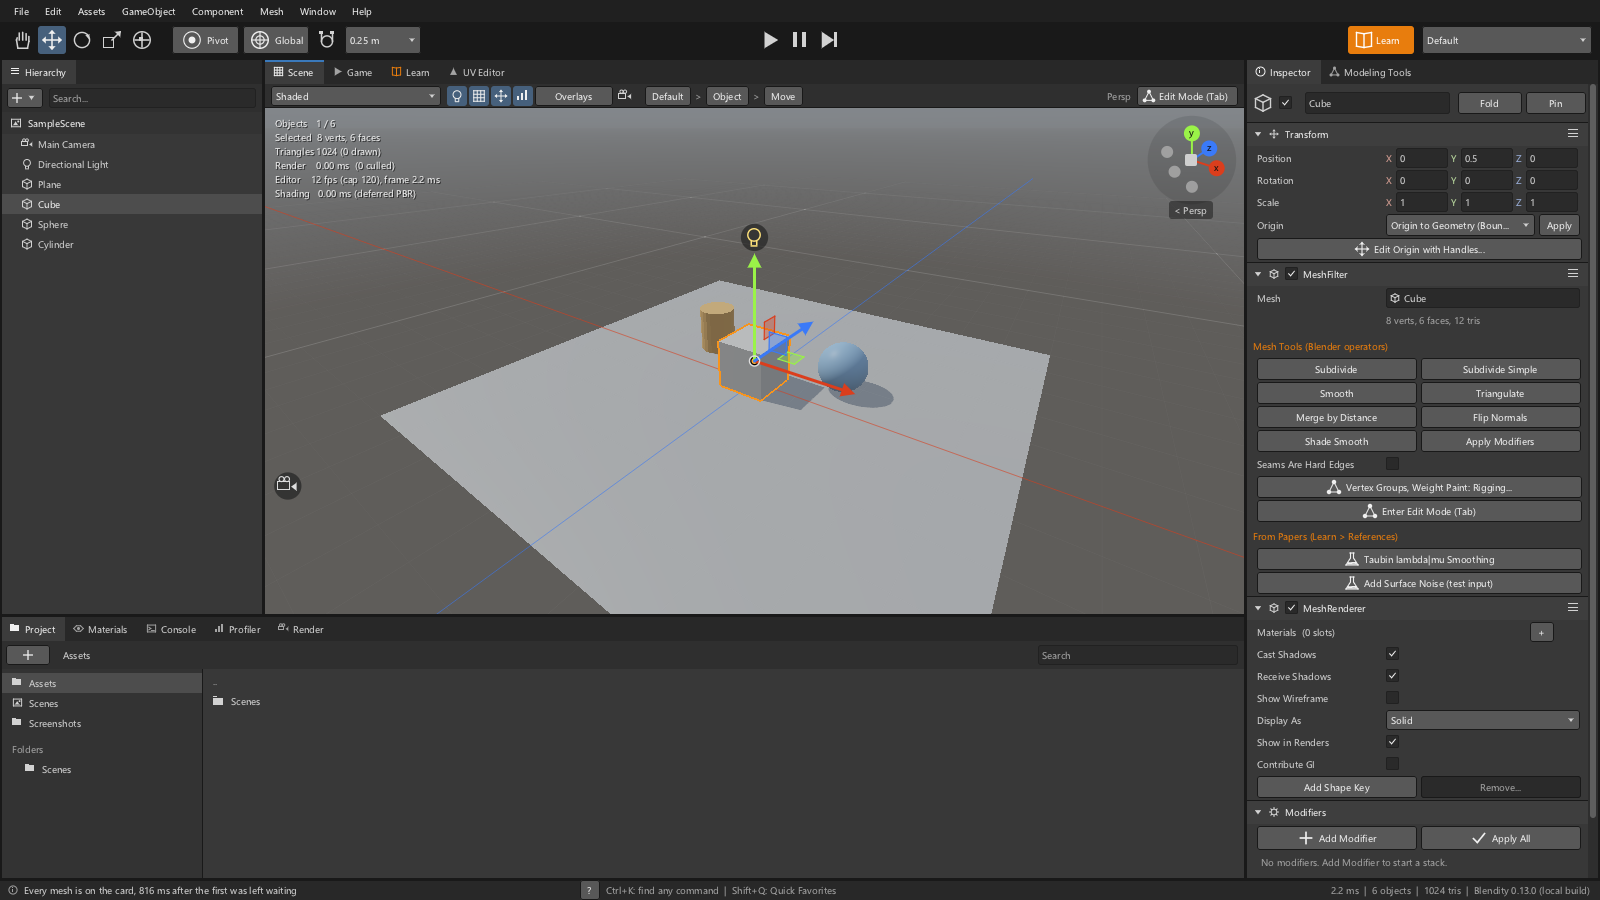 File Edit Assets GameObject Component Mesh Window Help
Pivot Global 0.25 m Learn Default
Hierarchy
Search...
SampleScene
Main Camera
Directional Light
Plane
Cube
Sphere
Cylinder
Scene Game Learn UV Editor
Shaded Overlays Default > Object > Move Persp Edit Mode (Tab)
Objects 1 / 6
Selected 8 verts, 6 faces
Triangles 1024 (0 drawn)
Render 0.00 ms (0 culled)
Editor 12 fps (cap 120), frame 2.2 ms
Shading 0.00 ms (deferred PBR)
y
z
x
< Persp
Project Materials Console Profiler Render
Assets Search
Assets
Scenes
Screenshots
Folders
Scenes
..
Scenes
Inspector Modeling Tools
Cube Fold Pin
Transform
Position X 0 Y 0.5 Z 0
Rotation X 0 Y 0 Z 0
Scale X 1 Y 1 Z 1
Origin Origin to Geometry (Boun... Apply
Edit Origin with Handles...
MeshFilter
Mesh Cube
8 verts, 6 faces, 12 tris
Mesh Tools (Blender operators)
Subdivide Subdivide Simple
Smooth Triangulate
Merge by Distance Flip Normals
Shade Smooth Apply Modifiers
Seams Are Hard Edges
Vertex Groups, Weight Paint: Rigging...
Enter Edit Mode (Tab)
From Papers (Learn > References)
Taubin lambda|mu Smoothing
Add Surface Noise (test input)
MeshRenderer
Materials (0 slots) +
Cast Shadows
Receive Shadows
Show Wireframe
Display As Solid
Show in Renders
Contribute GI
Add Shape Key Remove...
Modifiers
Add Modifier Apply All
No modifiers. Add Modifier to start a stack.
Every mesh is on the card, 816 ms after the first was left waiting ? Ctrl+K: find any command | Shift+Q: Quick Favorites 2.2 ms | 6 objects | 1024 tris | Blendity 0.13.0 (local build)